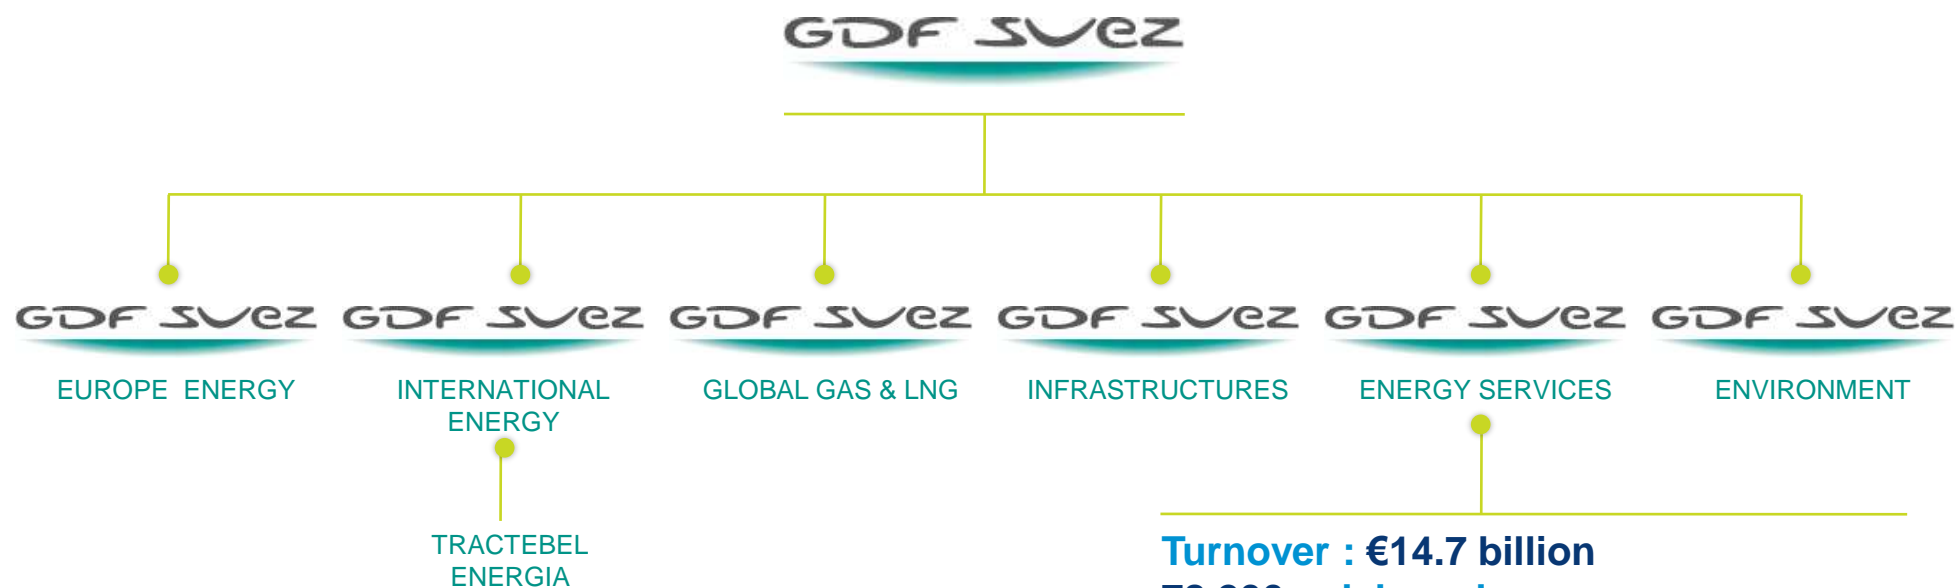 GDF SUEZ
GDF SUEZ GDF SUEZ GDF SUEZ GDF SUEZ GDF SUEZ GDF SUEZ
EUROPE ENERGY
INTERNATIONAL
ENERGY
GLOBAL GAS & LNG
INFRASTRUCTURES
ENERGY SERVICES
ENVIRONMENT
TRACTEBEL
ENERGIA
Turnover : €14.7 billion